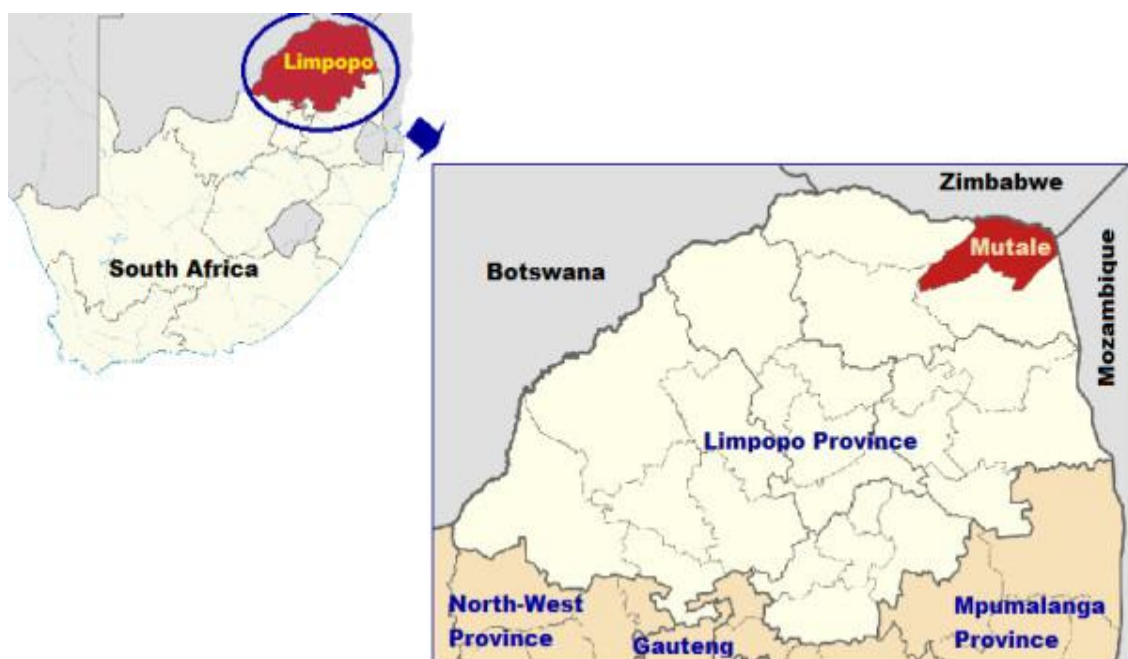 Limpopo
South Africa
Zimbabwe
Mutale
Botswana
Mozambique
Limpopo Province
North-West
Province
Gauteng
Mpumalanga
Province